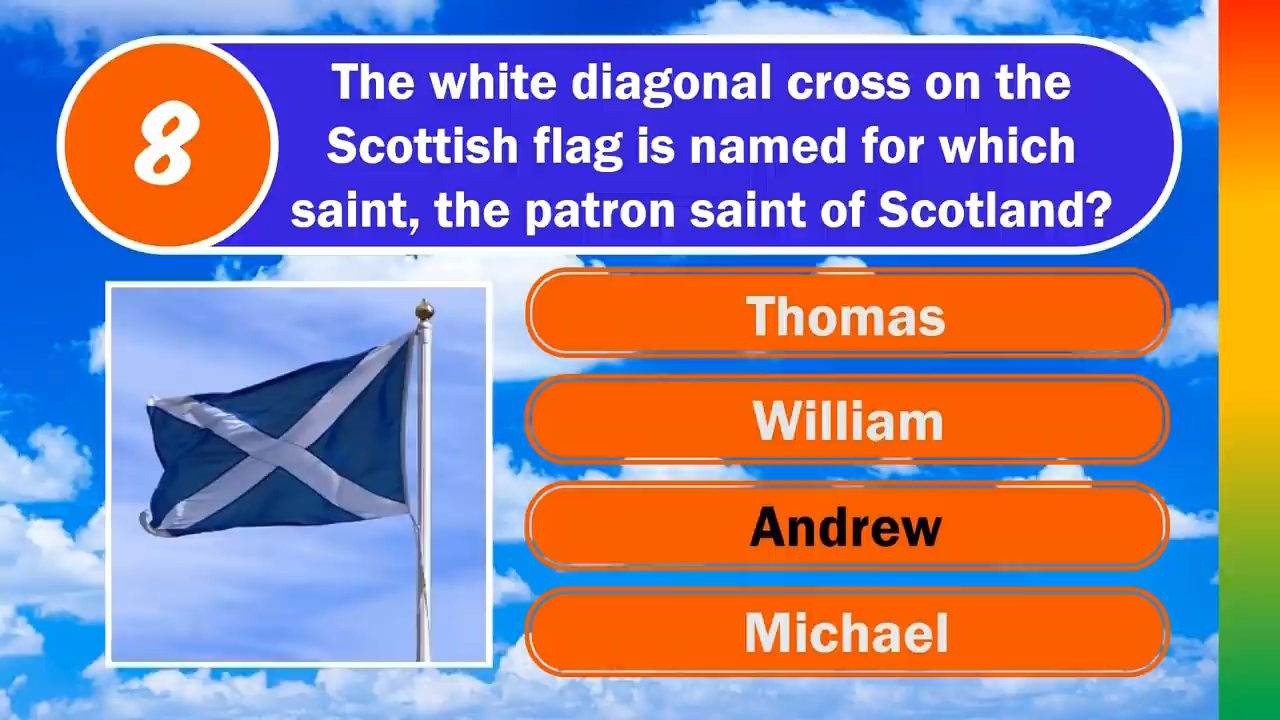 8
The white diagonal cross on the
Scottish flag is named for which
saint, the patron saint of Scotland?
Thomas
William
Andrew
Michael